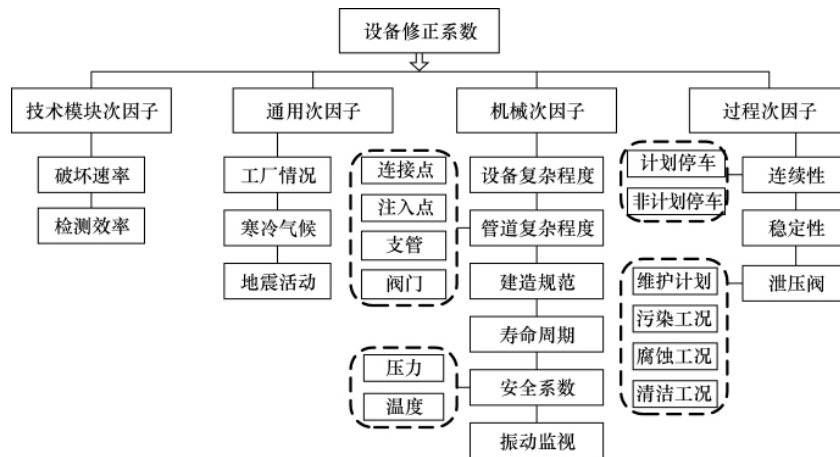 设备修正系数
技术模块次因子
通用次因子
机械次因子
过程次因子
破坏速率
检测效率
工厂情况
寒冷气候
地震活动
连接点
注入点
支管
阀门
设备复杂程度
管道复杂程度
建造规范
寿命周期
压力
温度
安全系数
振动监视
计划停车
非计划停车
连续性
稳定性
泄压阀
维护计划
污染工况
腐蚀工况
清洁工况